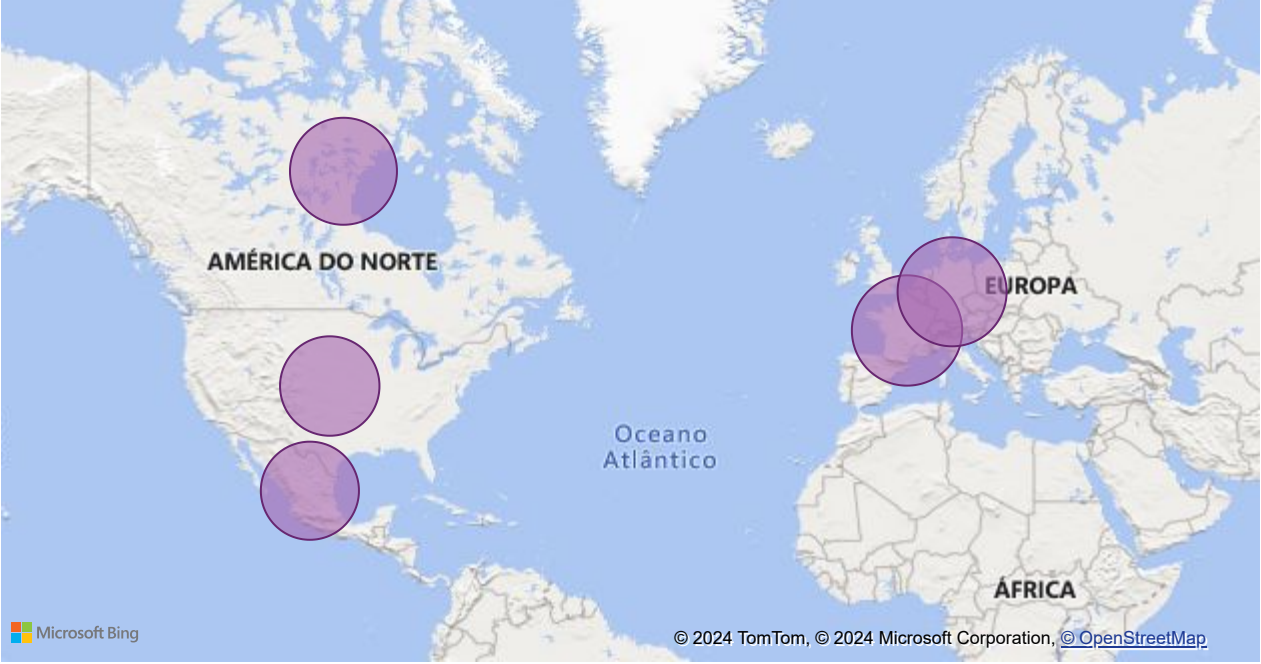 AMÉRICA DO NORTE
EUROPA
Oceano
Atlântico
ÁFRICA
Microsoft Bing
© 2024 TomTom, © 2024 Microsoft Corporation, © OpenStreetMap